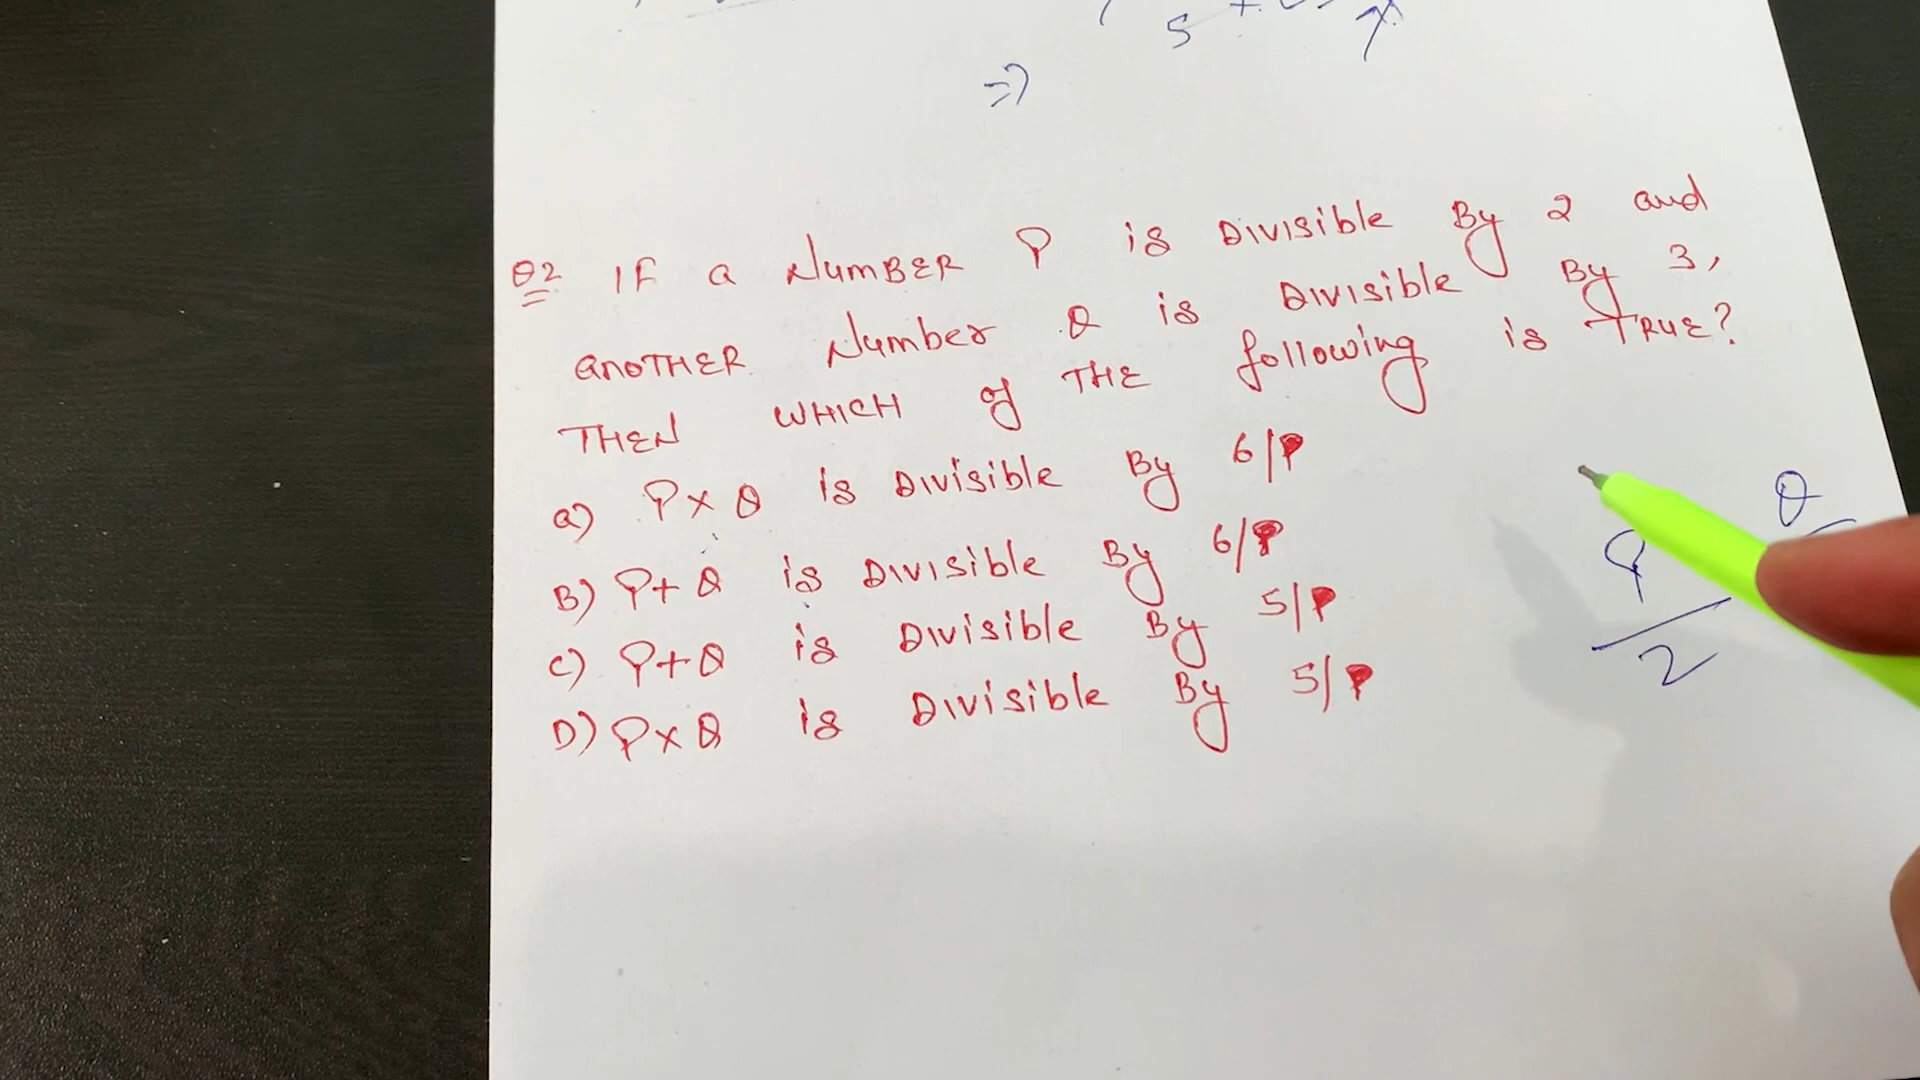 5 +
⇒
Q2 IF a NumBER P is Divisible By 2 and
anoTHER Number Q is Divisible By 3,
THEN WHICH of THE following is TRUE?
a) P x Q is Divisible By 6/P
B) P+ Q is Divisible By 6/P
C) P+Q is Divisible By 5/P
D) P x Q is Divisible By 5/P
P Q
2